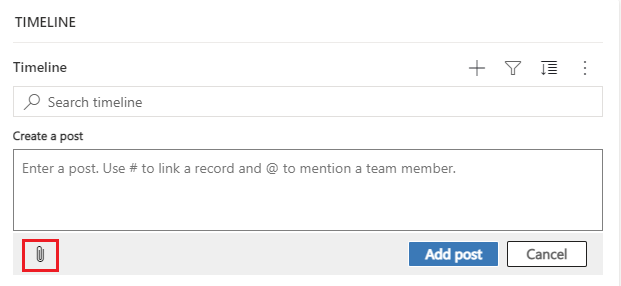 TIMELINE
Timeline
Search timeline
Create a post
Enter a post. Use # to link a record and @ to mention a team member.
Add post Cancel